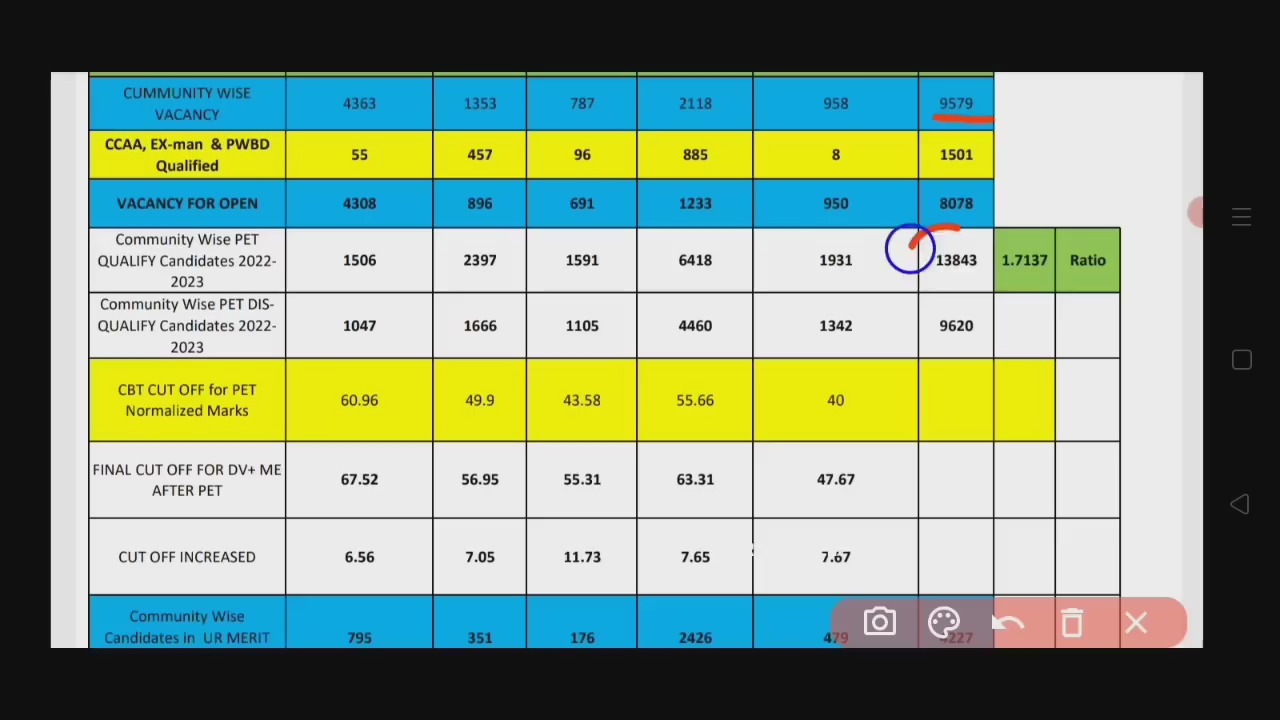 CUMMUNITY WISE VACANCY 4363 1353 787 2118 958 9579
CCAA, EX-man & PWBD Qualified 55 457 96 885 8 1501
VACANCY FOR OPEN 4308 896 691 1233 950 8078
Community Wise PET QUALIFY Candidates 2022-2023 1506 2397 1591 6418 1931 13843 1.7137 Ratio
Community Wise PET DIS-QUALIFY Candidates 2022-2023 1047 1666 1105 4460 1342 9620
CBT CUT OFF for PET Normalized Marks 60.96 49.9 43.58 55.66 40
FINAL CUT OFF FOR DV+ ME AFTER PET 67.52 56.95 55.31 63.31 47.67
CUT OFF INCREASED 6.56 7.05 11.73 7.65 7.67
Community Wise Candidates in UR MERIT 795 351 176 2426 479 4227